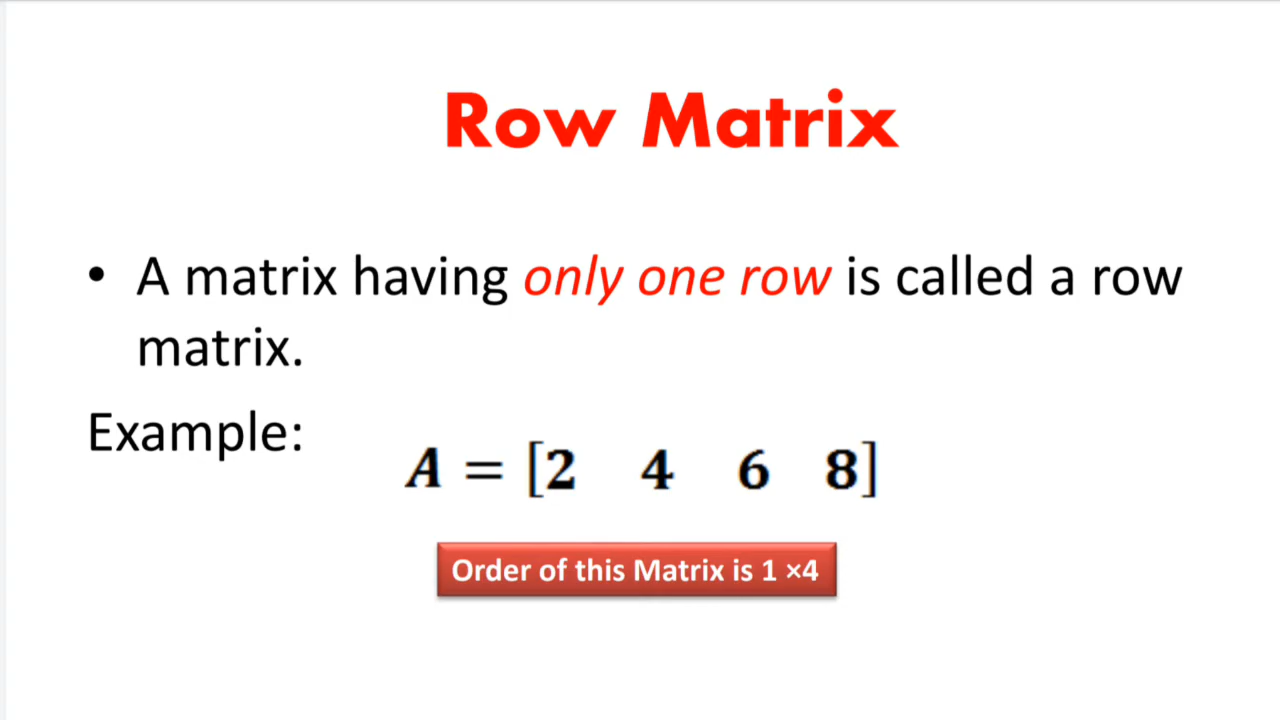 Row Matrix
• A matrix having only one row is called a row
matrix.
Example:
A = [2 4 6 8]
Order of this Matrix is 1 ×4